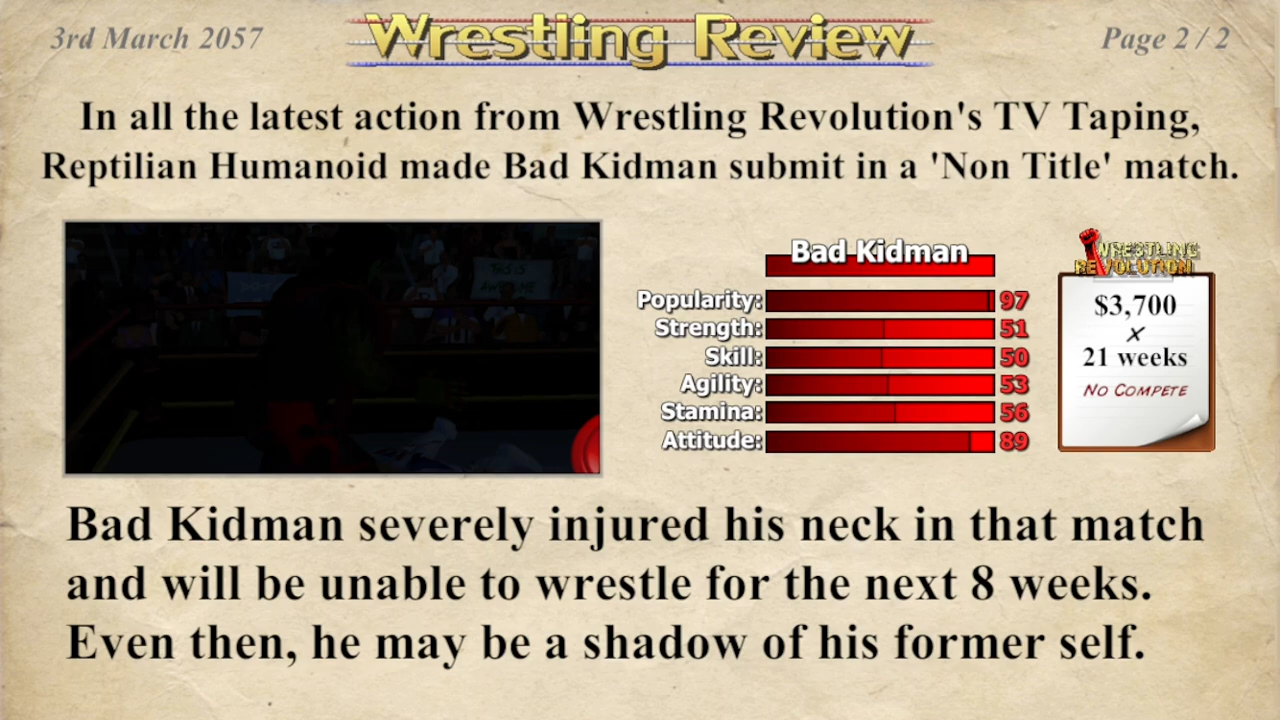 3rd March 2057
Wrestling Review
Page 2 / 2
In all the latest action from Wrestling Revolution's TV Taping,
Reptilian Humanoid made Bad Kidman submit in a 'Non Title' match.
THIS IS
AWESOME
Bad Kidman
Popularity: 97
Strength: 51
Skill: 50
Agility: 53
Stamina: 56
Attitude: 89
WRESTLING
REVOLUTION
$3,700
x
21 weeks
NO COMPETE
Bad Kidman severely injured his neck in that match
and will be unable to wrestle for the next 8 weeks.
Even then, he may be a shadow of his former self.